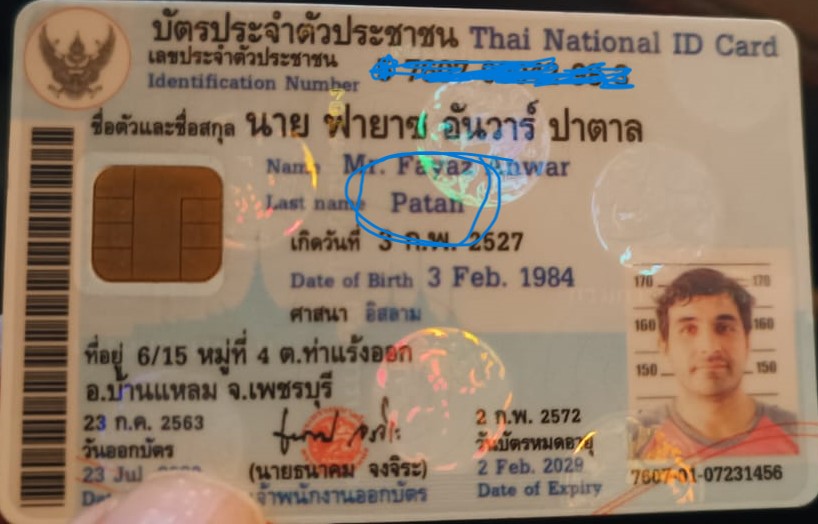 บัตรประจำตัวประชาชน Thai National ID Card
เลขประจำตัวประชาชน
Identification Number
ชื่อตัวและชื่อสกุล นาย ฟายาซ อันวาร์ ปาตาล
Name Mr. Fayaz Anwar
Last name Patan
เกิดวันที่ 3 ก.พ. 2527
Date of Birth 3 Feb. 1984
ศาสนา อิสลาม
ที่อยู่ 6/15 หมู่ที่ 4 ต.ท่าแร้งออก
อ.บ้านแหลม จ.เพชรบุรี
23 ก.ค. 2563
วันออกบัตร
23 Jul
(นายธนาคม จงจิระ)
เจ้าพนักงานออกบัตร
2 ก.พ. 2572
วันบัตรหมดอายุ
2 Feb. 2029
Date of Expiry
170 170
160 160
150 150
7607-01-07231456